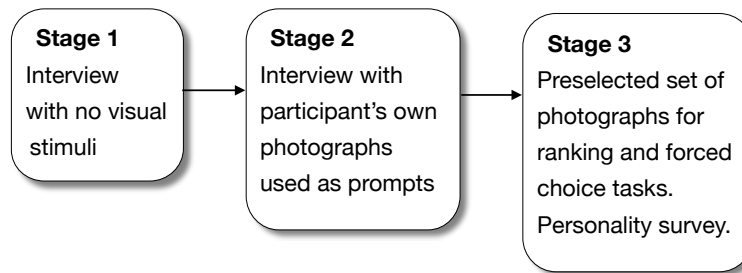 Stage 1
Interview
with no visual
stimuli
Stage 2
Interview with
participant’s own
photographs
used as prompts
Stage 3
Preselected set of
photographs for
ranking and forced
choice tasks.
Personality survey.